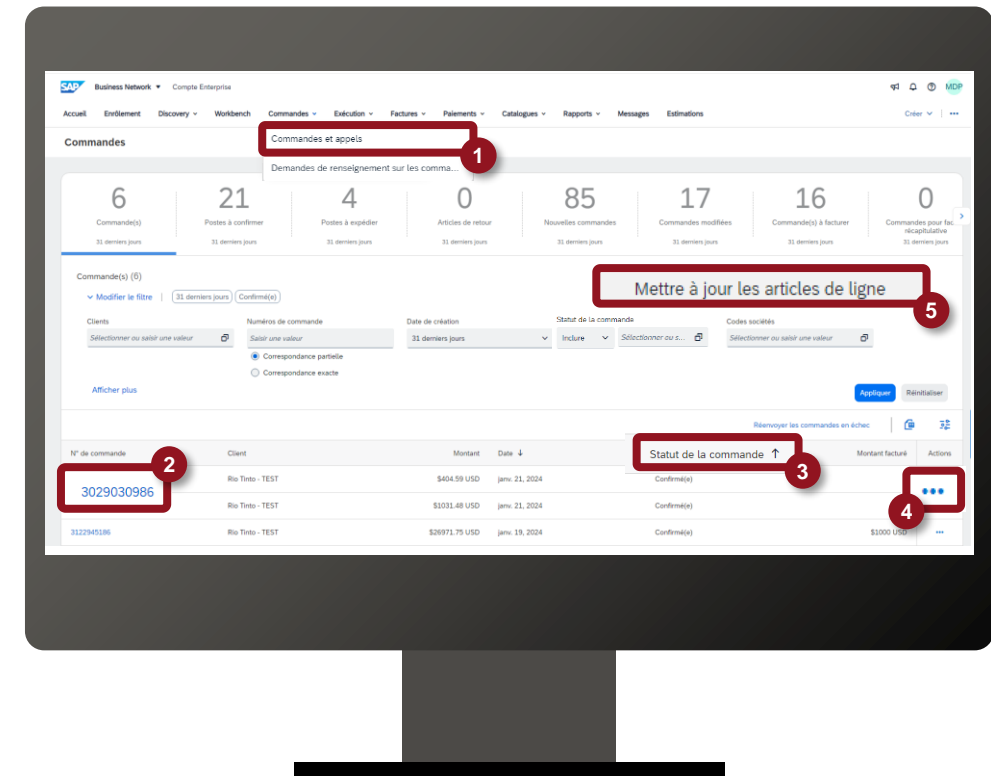 SAP Business Network Compte Enterprise MDP
Accueil Enrôlement Discovery Workbench Commandes Exécution Factures Paiements Catalogues Rapports Messages Estimations Créer
Commandes
Commandes et appels
1
Demandes de renseignement sur les comma...
6 21 4 0 85 17 16 0
Commande(s) Postes à confirmer Postes à expédier Articles de retour Nouvelles commandes Commandes modifiées Commande(s) à facturer Commandes pour fac
récapitulative
31 derniers jours 31 derniers jours 31 derniers jours 31 derniers jours 31 derniers jours 31 derniers jours 31 derniers jours 31 derniers jours
Commande(s) (6)
Modifier le filtre 31 derniers jours Confirmé(e)
Mettre à jour les articles de ligne
5
Clients Numéros de commande Date de création Statut de la commande Codes sociétés
Sélectionner ou saisir une valeur Saisir une valeur 31 derniers jours Inclure Sélectionner ou s... Sélectionner ou saisir une valeur
Correspondance partielle
Correspondance exacte
Afficher plus Appliquer Réinitialiser
Réenvoyer les commandes en échec
N° de commande Client Montant Date ↓ Statut de la commande ↑ Montant facturé Actions
2
3
3029030986 Rio Tinto - TEST $404.59 USD janv. 21, 2024 Confirmé(e) •••
4
Rio Tinto - TEST $1031.48 USD janv. 21, 2024 Confirmé(e)
3122945186 Rio Tinto - TEST $26971.75 USD janv. 19, 2024 Confirmé(e) $1000 USD •••